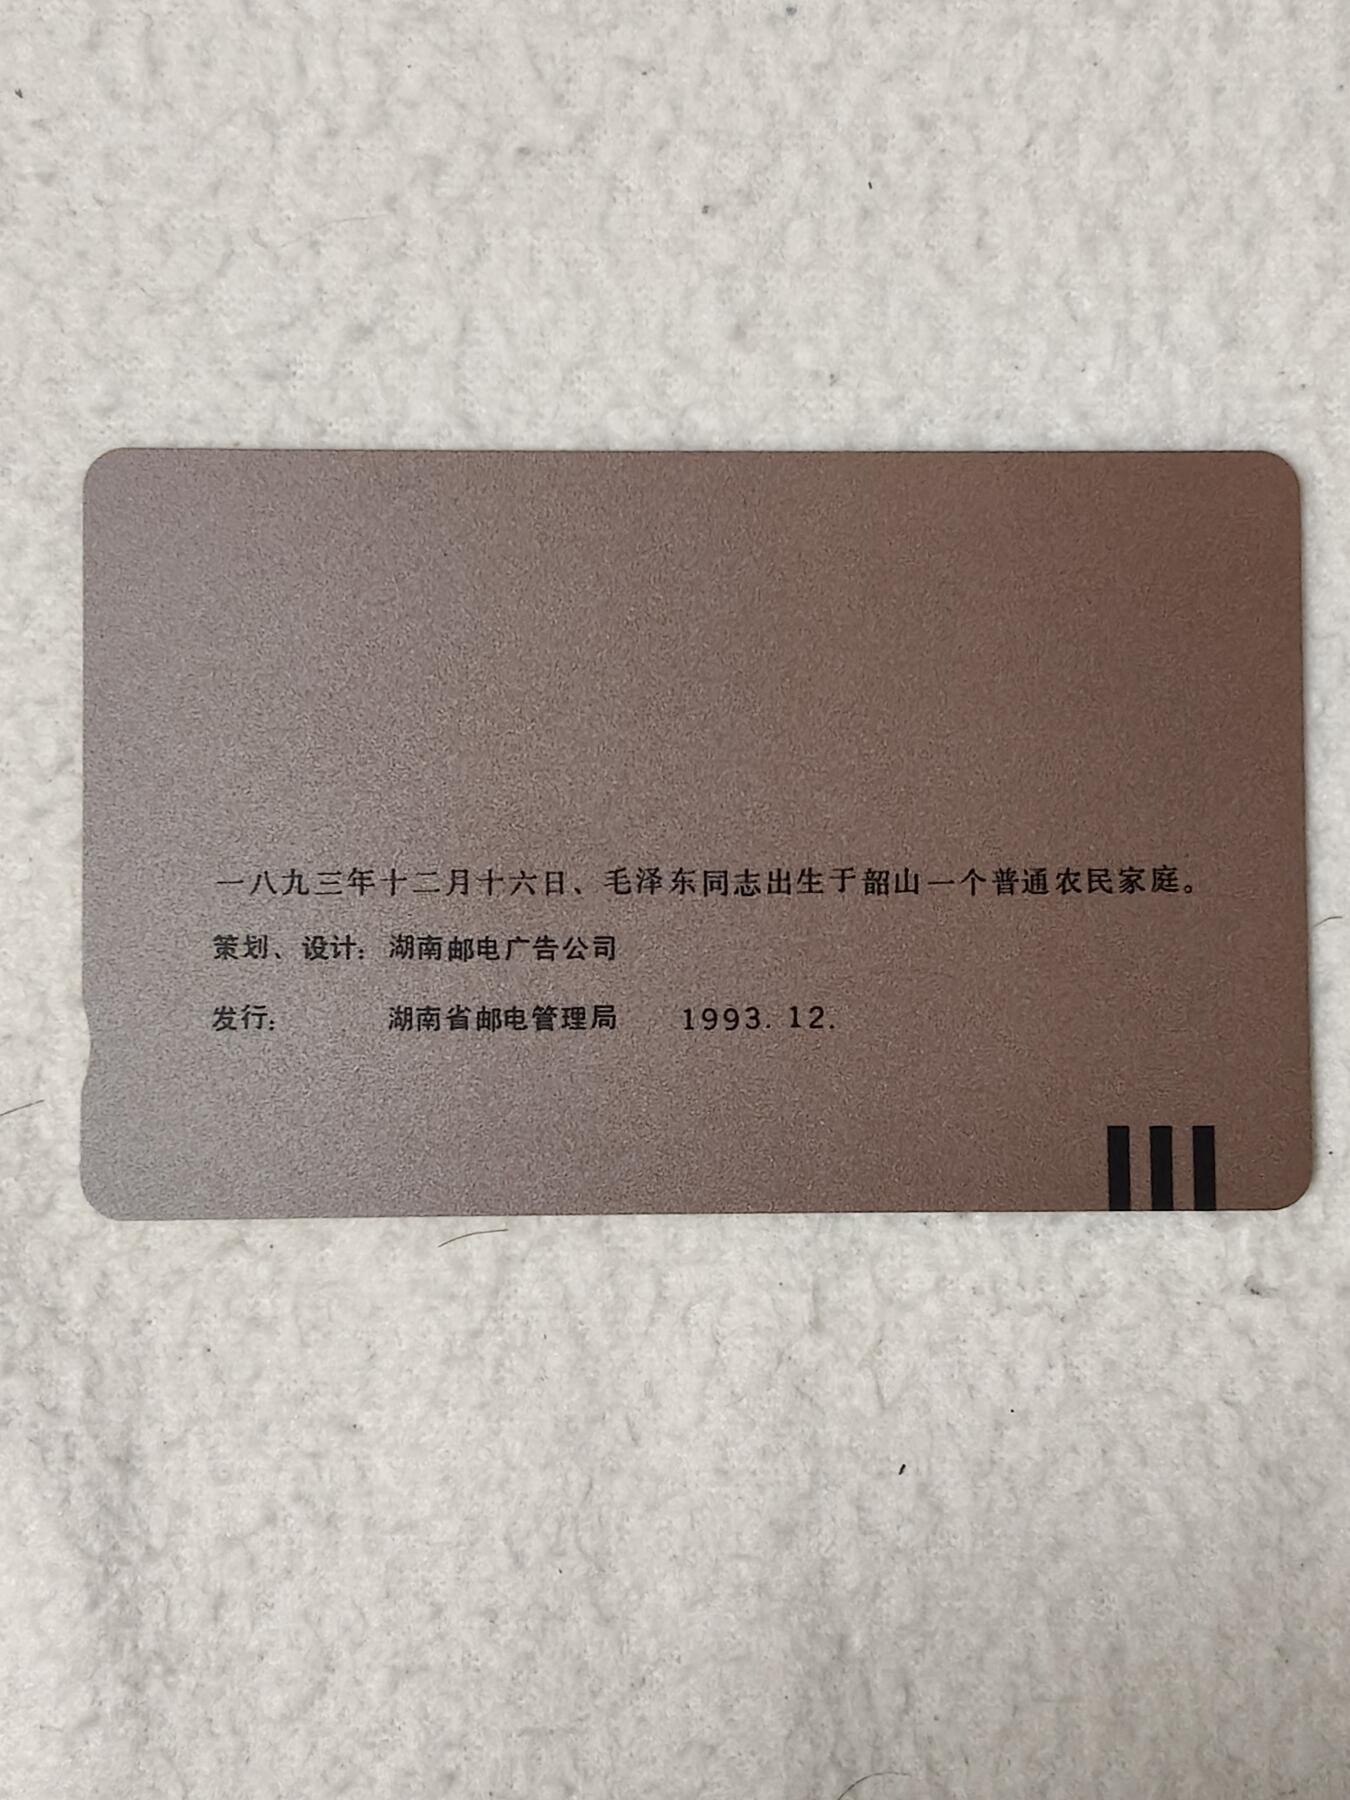 一八九三年十二月十六日、毛泽东同志出生于韶山一个普通农民家庭。
策划、设计：湖南邮电广告公司
发行：湖南省邮电管理局 1993.12.